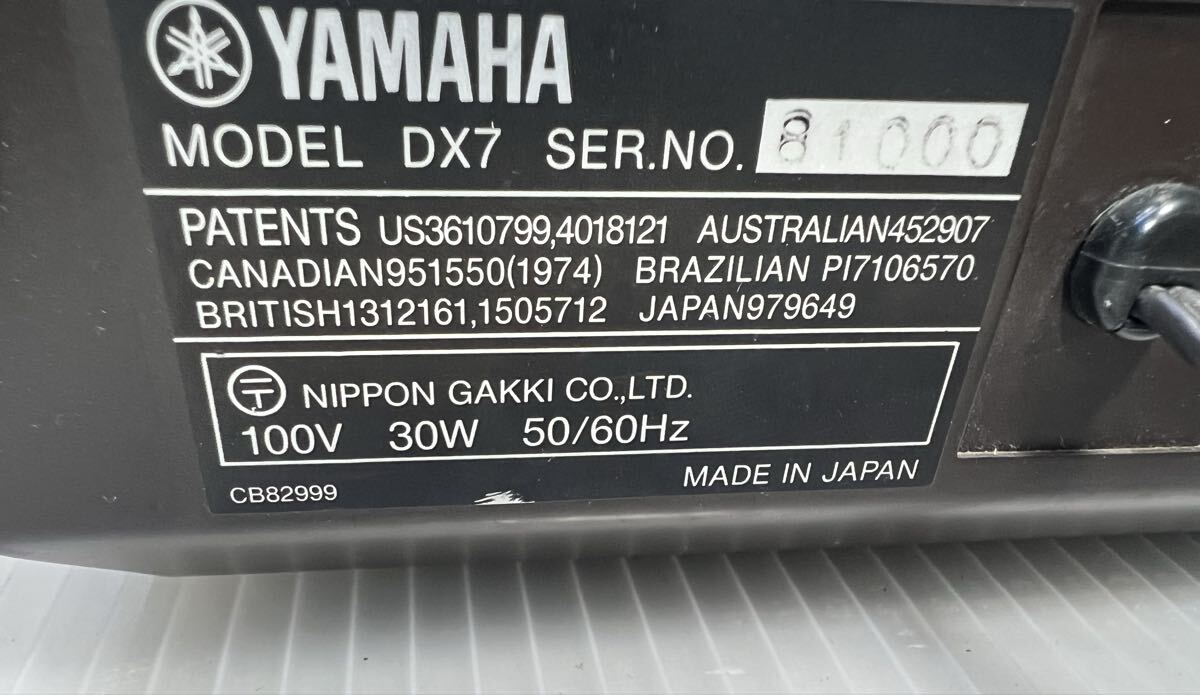 YAMAHA
MODEL DX7 SER.NO. 81000
PATENTS US3610799,4018121 AUSTRALIAN452907
CANADIAN951550(1974) BRAZILIAN PI7106570
BRITISH1312161,1505712 JAPAN979649
〒 NIPPON GAKKI CO.,LTD.
100V 30W 50/60Hz
MADE IN JAPAN
CB82999